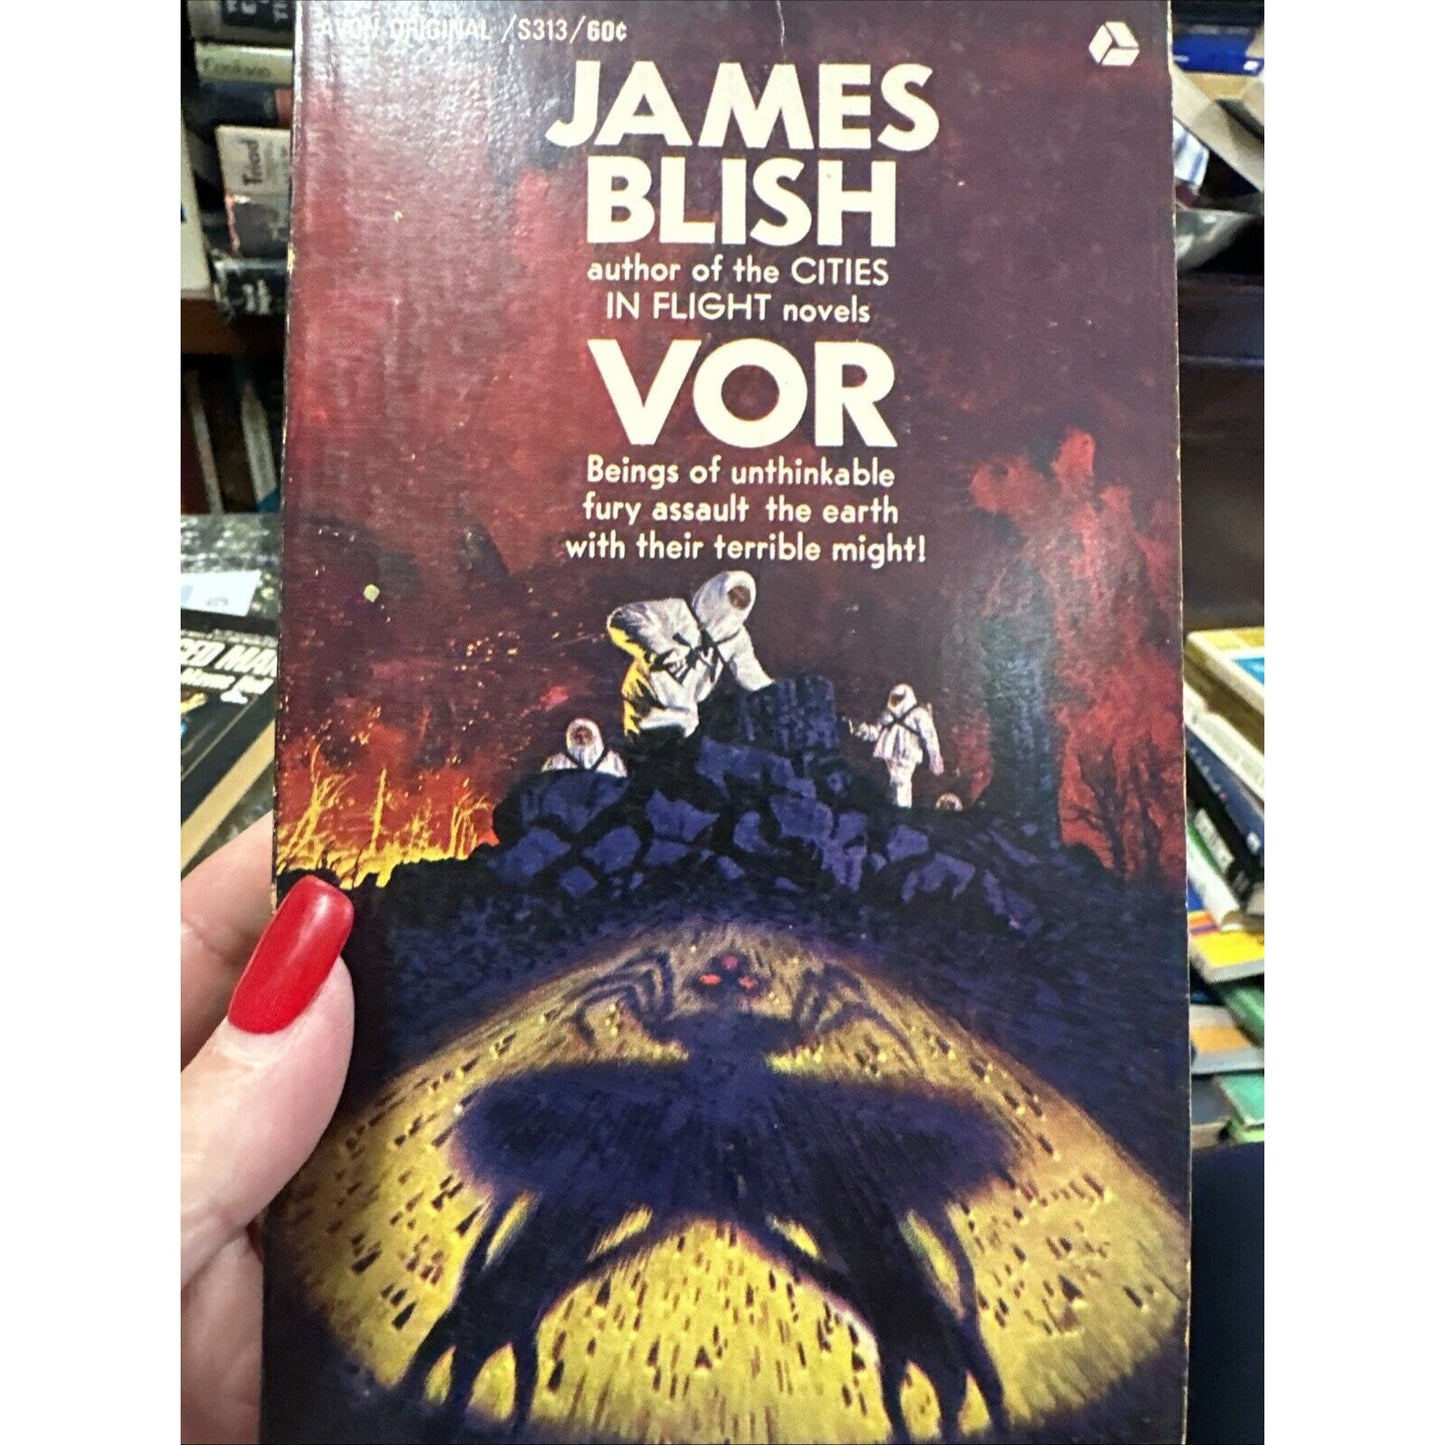 AVON ORIGINAL /S313/60¢
JAMES
BLISH
author of the CITIES
IN FLIGHT novels
VOR
Beings of unthinkable
fury assault the earth
with their terrible might!
Triad